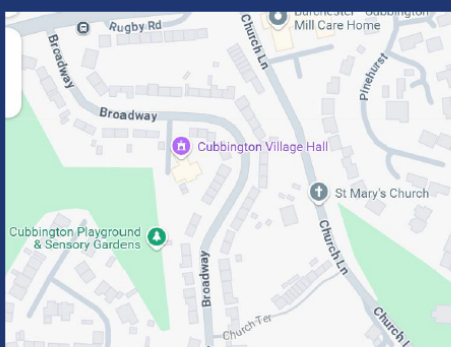 Rugby Rd
Broadway
Church Ln
Cubbington
Mill Care Home
Pinehurst
Broadway
Cubbington Village Hall
St Mary's Church
Cubbington Playground
& Sensory Gardens
Church Ln
Broadway
Church Ter
Church L